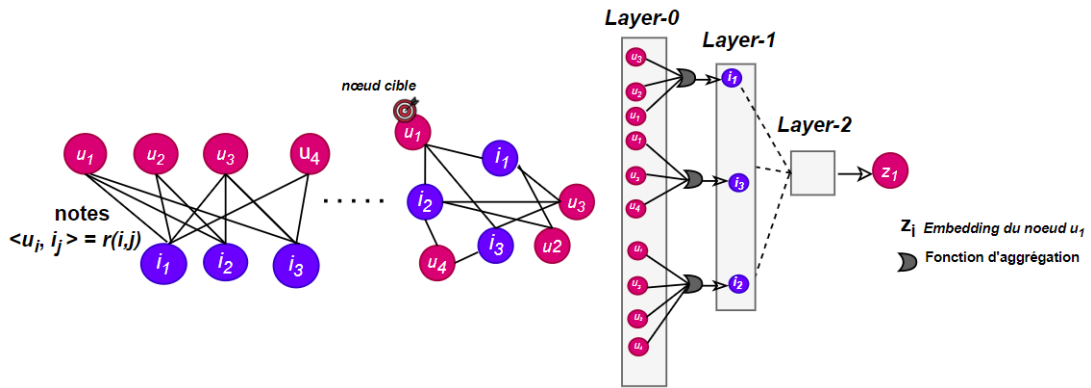 Layer-0
Layer-1
Layer-2
nœud cible
u1 u2 u3 u4
notes
<ui, ij> = r(i,j)
i1 i2 i3
u1
i1
i2
u3
i3
u2
u4
u3
u2
u1
i1
u1
u4
i3
i2
z1
zi Embedding du noeud u1
Fonction d'aggrégation